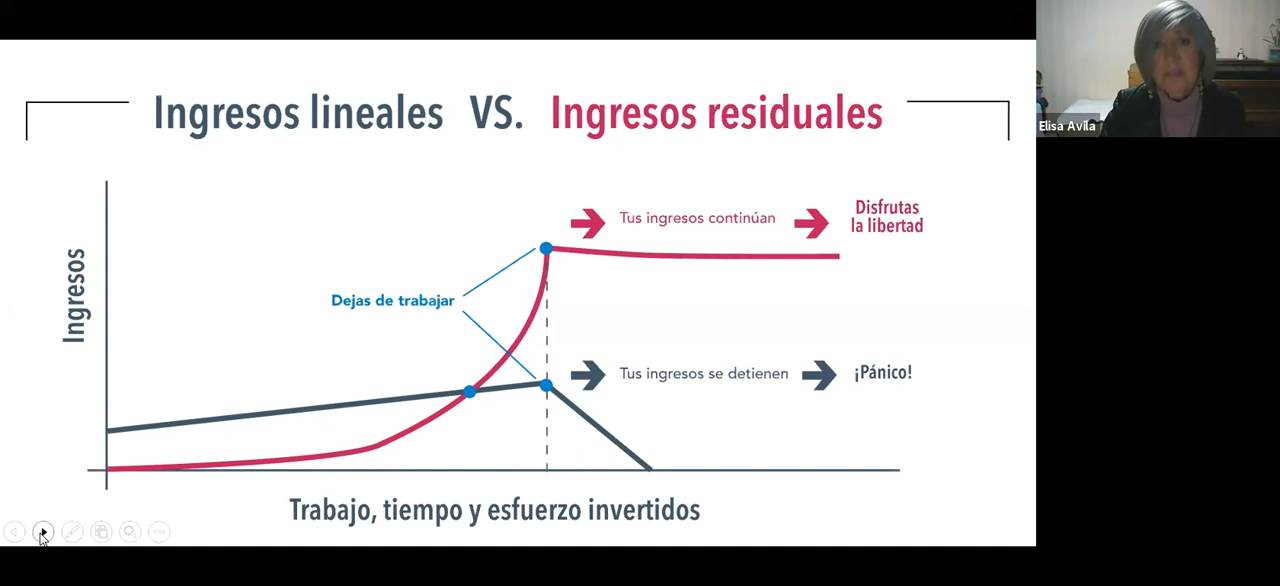 Ingresos lineales VS. Ingresos residuales
Elisa Avila
Tus ingresos continúan
Disfrutas
la libertad
Ingresos
Dejas de trabajar
Tus ingresos se detienen
¡Pánico!
Trabajo, tiempo y esfuerzo invertidos